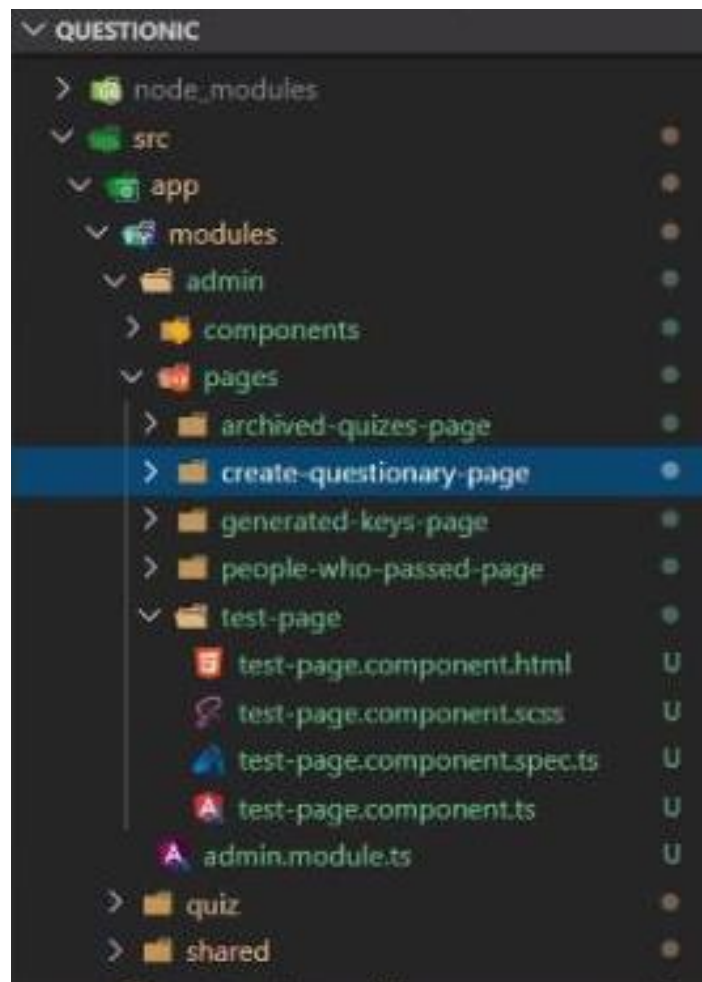 QUESTIONIC
node_modules
src
app
modules
admin
components
pages
archived-quizes-page
create-questionary-page
generated-keys-page
people-who-passed-page
test-page
test-page.component.html U
test-page.component.scss U
test-page.component.spec.ts U
test-page.component.ts U
admin.module.ts U
quiz
shared